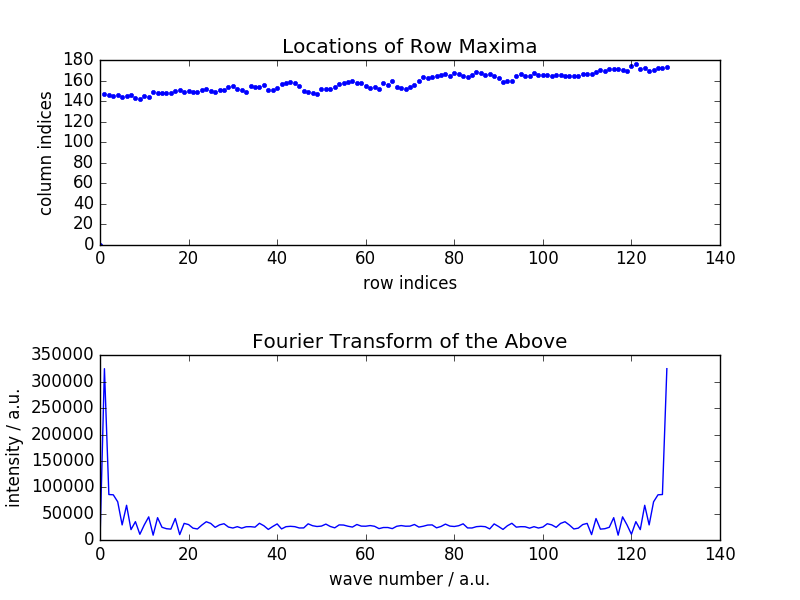 Locations of Row Maxima
180
160
140
120
100
80
60
40
20
0
column indices
0 20 40 60 80 100 120 140
row indices
Fourier Transform of the Above
350000
300000
250000
200000
150000
100000
50000
0
intensity / a.u.
0 20 40 60 80 100 120 140
wave number / a.u.